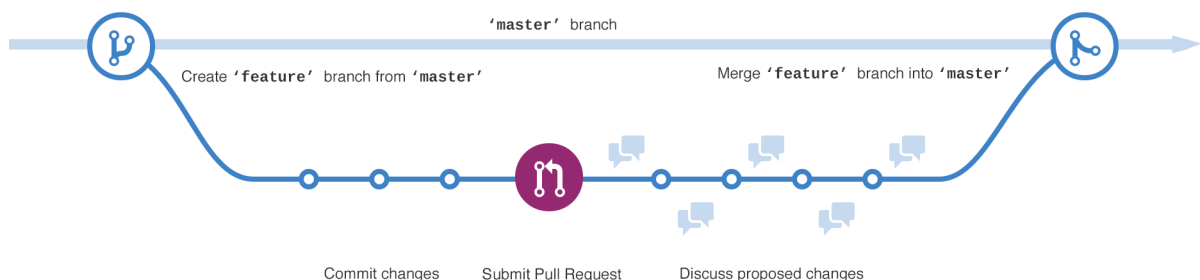 ‘master’ branch
Create ‘feature’ branch from ‘master’
Merge ‘feature’ branch into ‘master’
Commit changes
Submit Pull Request
Discuss proposed changes